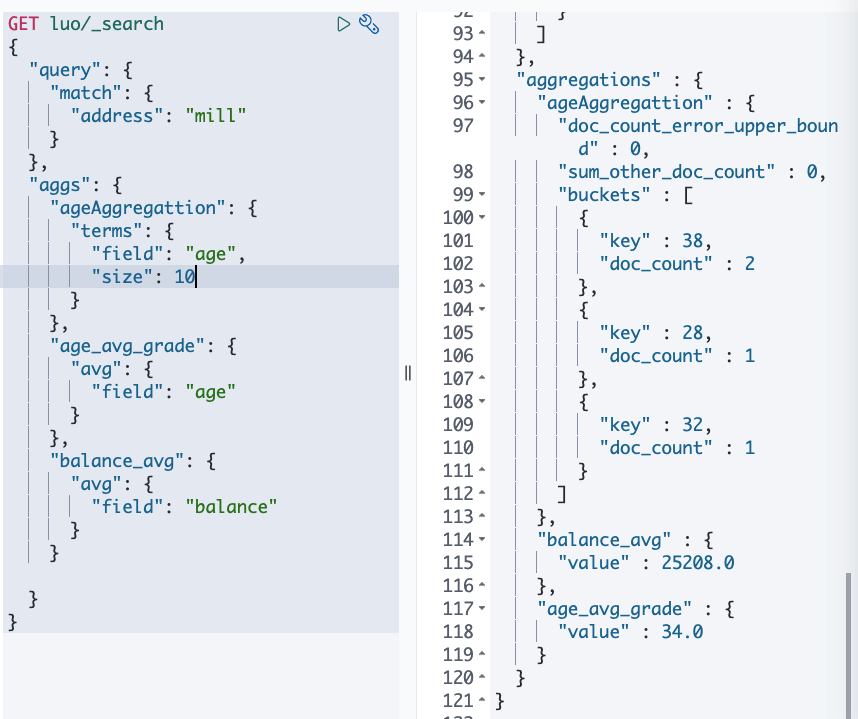 GET luo/_search
{
  "query": {
    "match": {
      "address": "mill"
    }
  },
  "aggs": {
    "ageAggregattion": {
      "terms": {
        "field": "age",
        "size": 10
      }
    },
    "age_avg_grade": {
      "avg": {
        "field": "age"
      }
    },
    "balance_avg": {
      "avg": {
        "field": "balance"
      }
    }

  }
}
92 }
93 ]
94 },
95 "aggregations" : {
96 "ageAggregattion" : {
97 "doc_count_error_upper_boun
d" : 0,
98 "sum_other_doc_count" : 0,
99 "buckets" : [
100 {
101 "key" : 38,
102 "doc_count" : 2
103 },
104 {
105 "key" : 28,
106 "doc_count" : 1
107 },
108 {
109 "key" : 32,
110 "doc_count" : 1
111 }
112 ]
113 },
114 "balance_avg" : {
115 "value" : 25208.0
116 },
117 "age_avg_grade" : {
118 "value" : 34.0
119 }
120 }
121 }